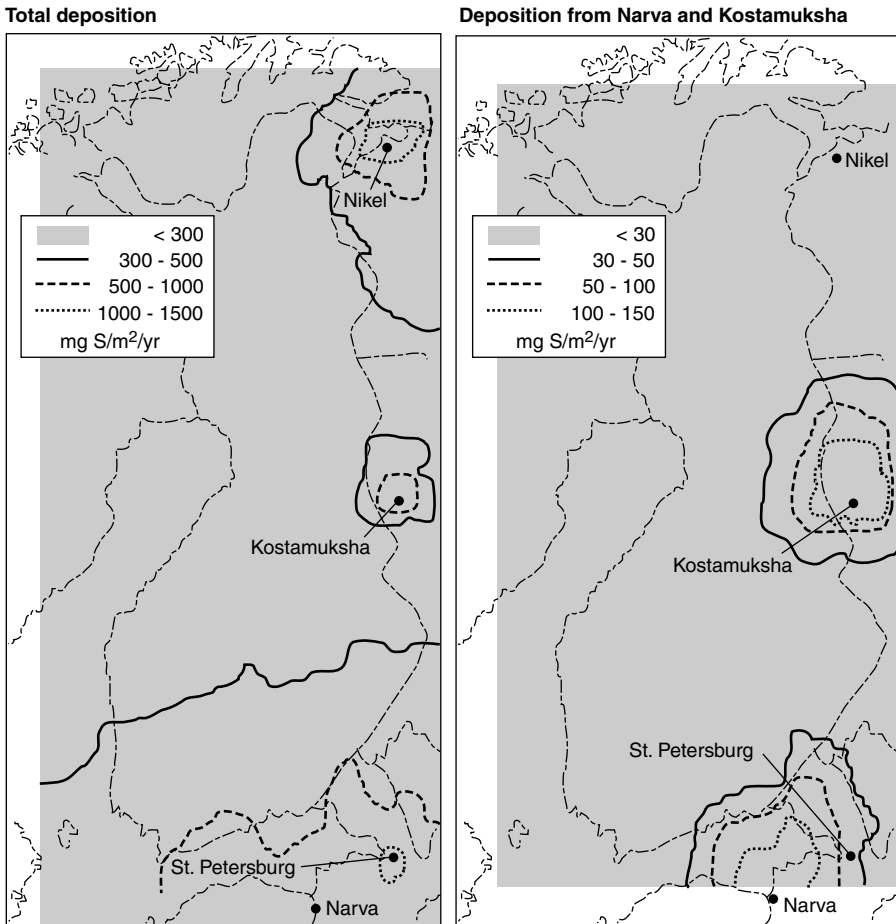 Total deposition
Nikel
< 300
300 - 500
500 - 1000
1000 - 1500
mg S/m²/yr
Kostamuksha
St. Petersburg
Narva
Deposition from Narva and Kostamuksha
Nikel
< 30
30 - 50
50 - 100
100 - 150
mg S/m²/yr
Kostamuksha
St. Petersburg
Narva